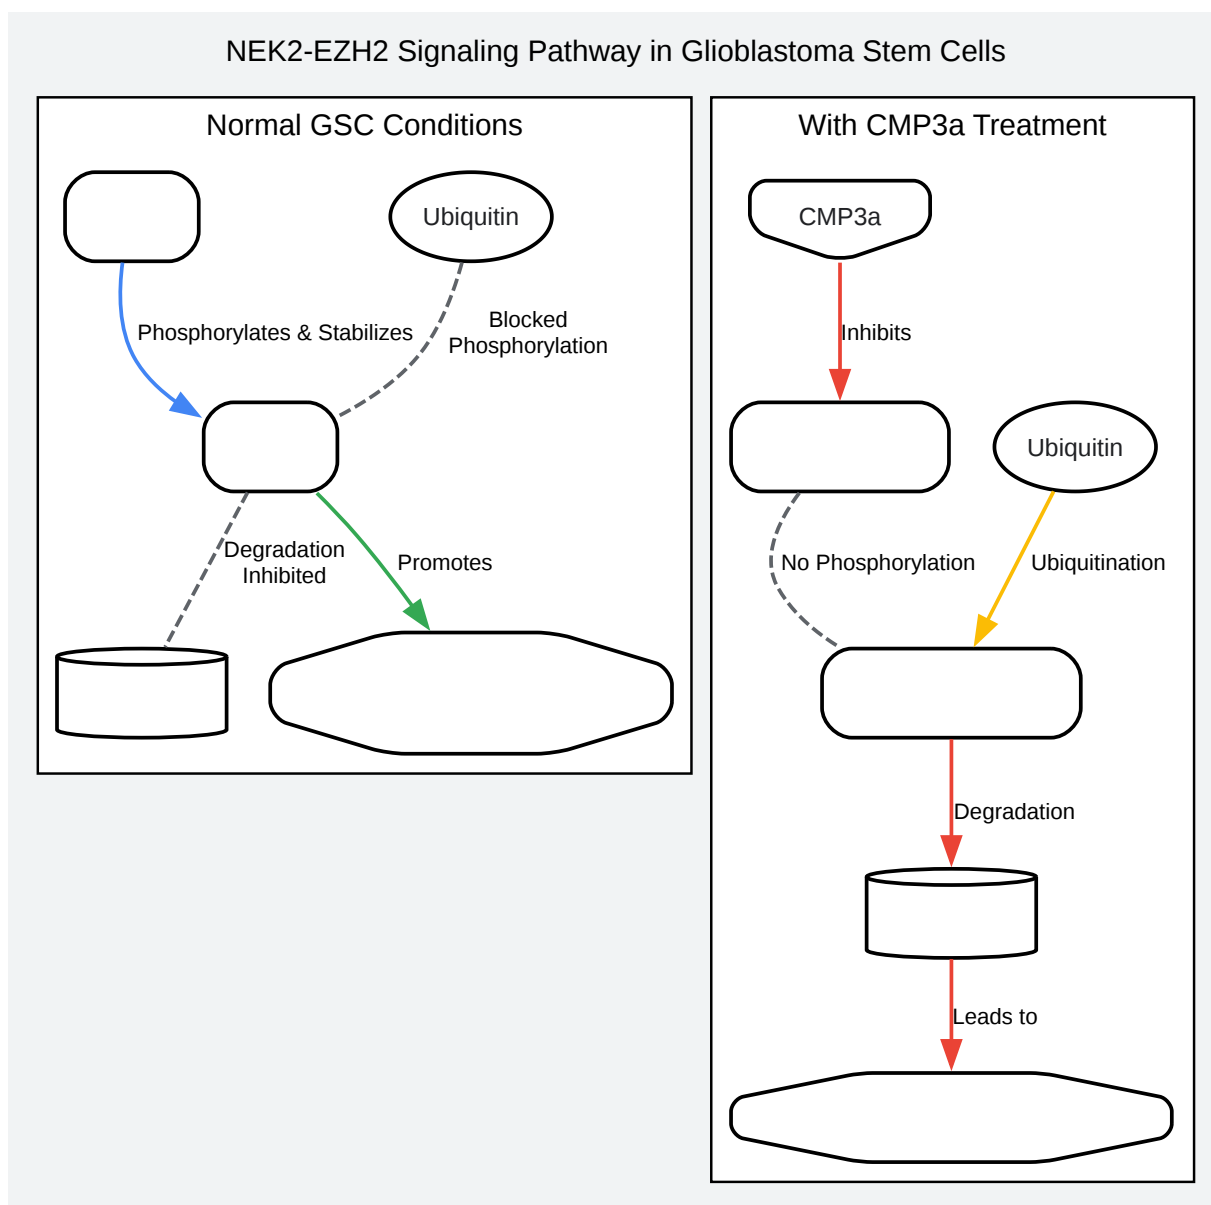 NEK2-EZH2 Signaling Pathway in Glioblastoma Stem Cells
Normal GSC Conditions
Ubiquitin
Phosphorylates & Stabilizes
Blocked
Phosphorylation
Degradation
Inhibited
Promotes
With CMP3a Treatment
CMP3a
Inhibits
Ubiquitin
No Phosphorylation
Ubiquitination
Degradation
Leads to